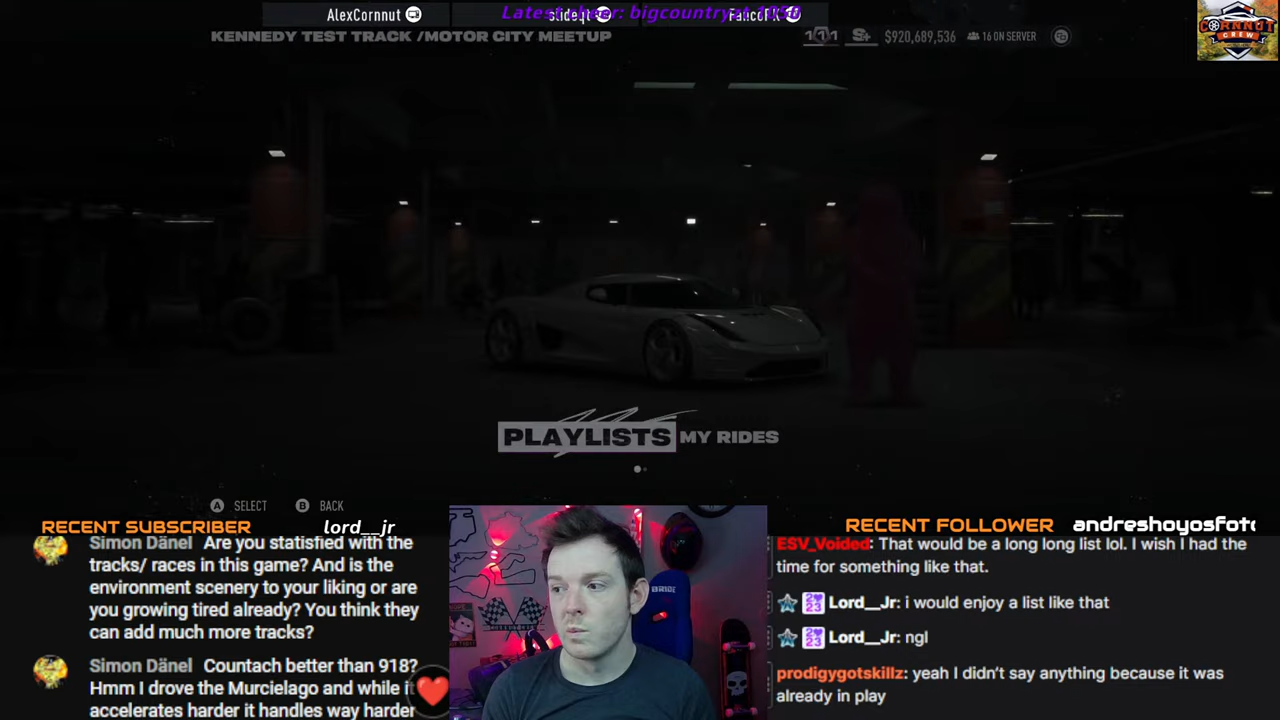 AlexCornnut
Latest cheer: bigcountry
KENNEDY TEST TRACK /MOTOR CITY MEETUP
111 S+ $920,689,536 16 ON SERVER
CORNNUT
CREW
PLAYLISTS MY RIDES
A SELECT B BACK
RECENT SUBSCRIBER lord__jr
Simon Dänel Are you statisfied with the
tracks/ races in this game? And is the
environment scenery to your liking or are
you growing tired already? You think they
can add much more tracks?
Simon Dänel Countach better than 918?
Hmm I drove the Murcielago and while it
accelerates harder it handles way harder
BRIDE
RECENT FOLLOWER andreshoyosfoto
ESV_Voided: That would be a long long list lol. I wish I had the
time for something like that.
Lord__Jr: i would enjoy a list like that
Lord__Jr: ngl
prodigygotskillz: yeah I didn't say anything because it was
already in play